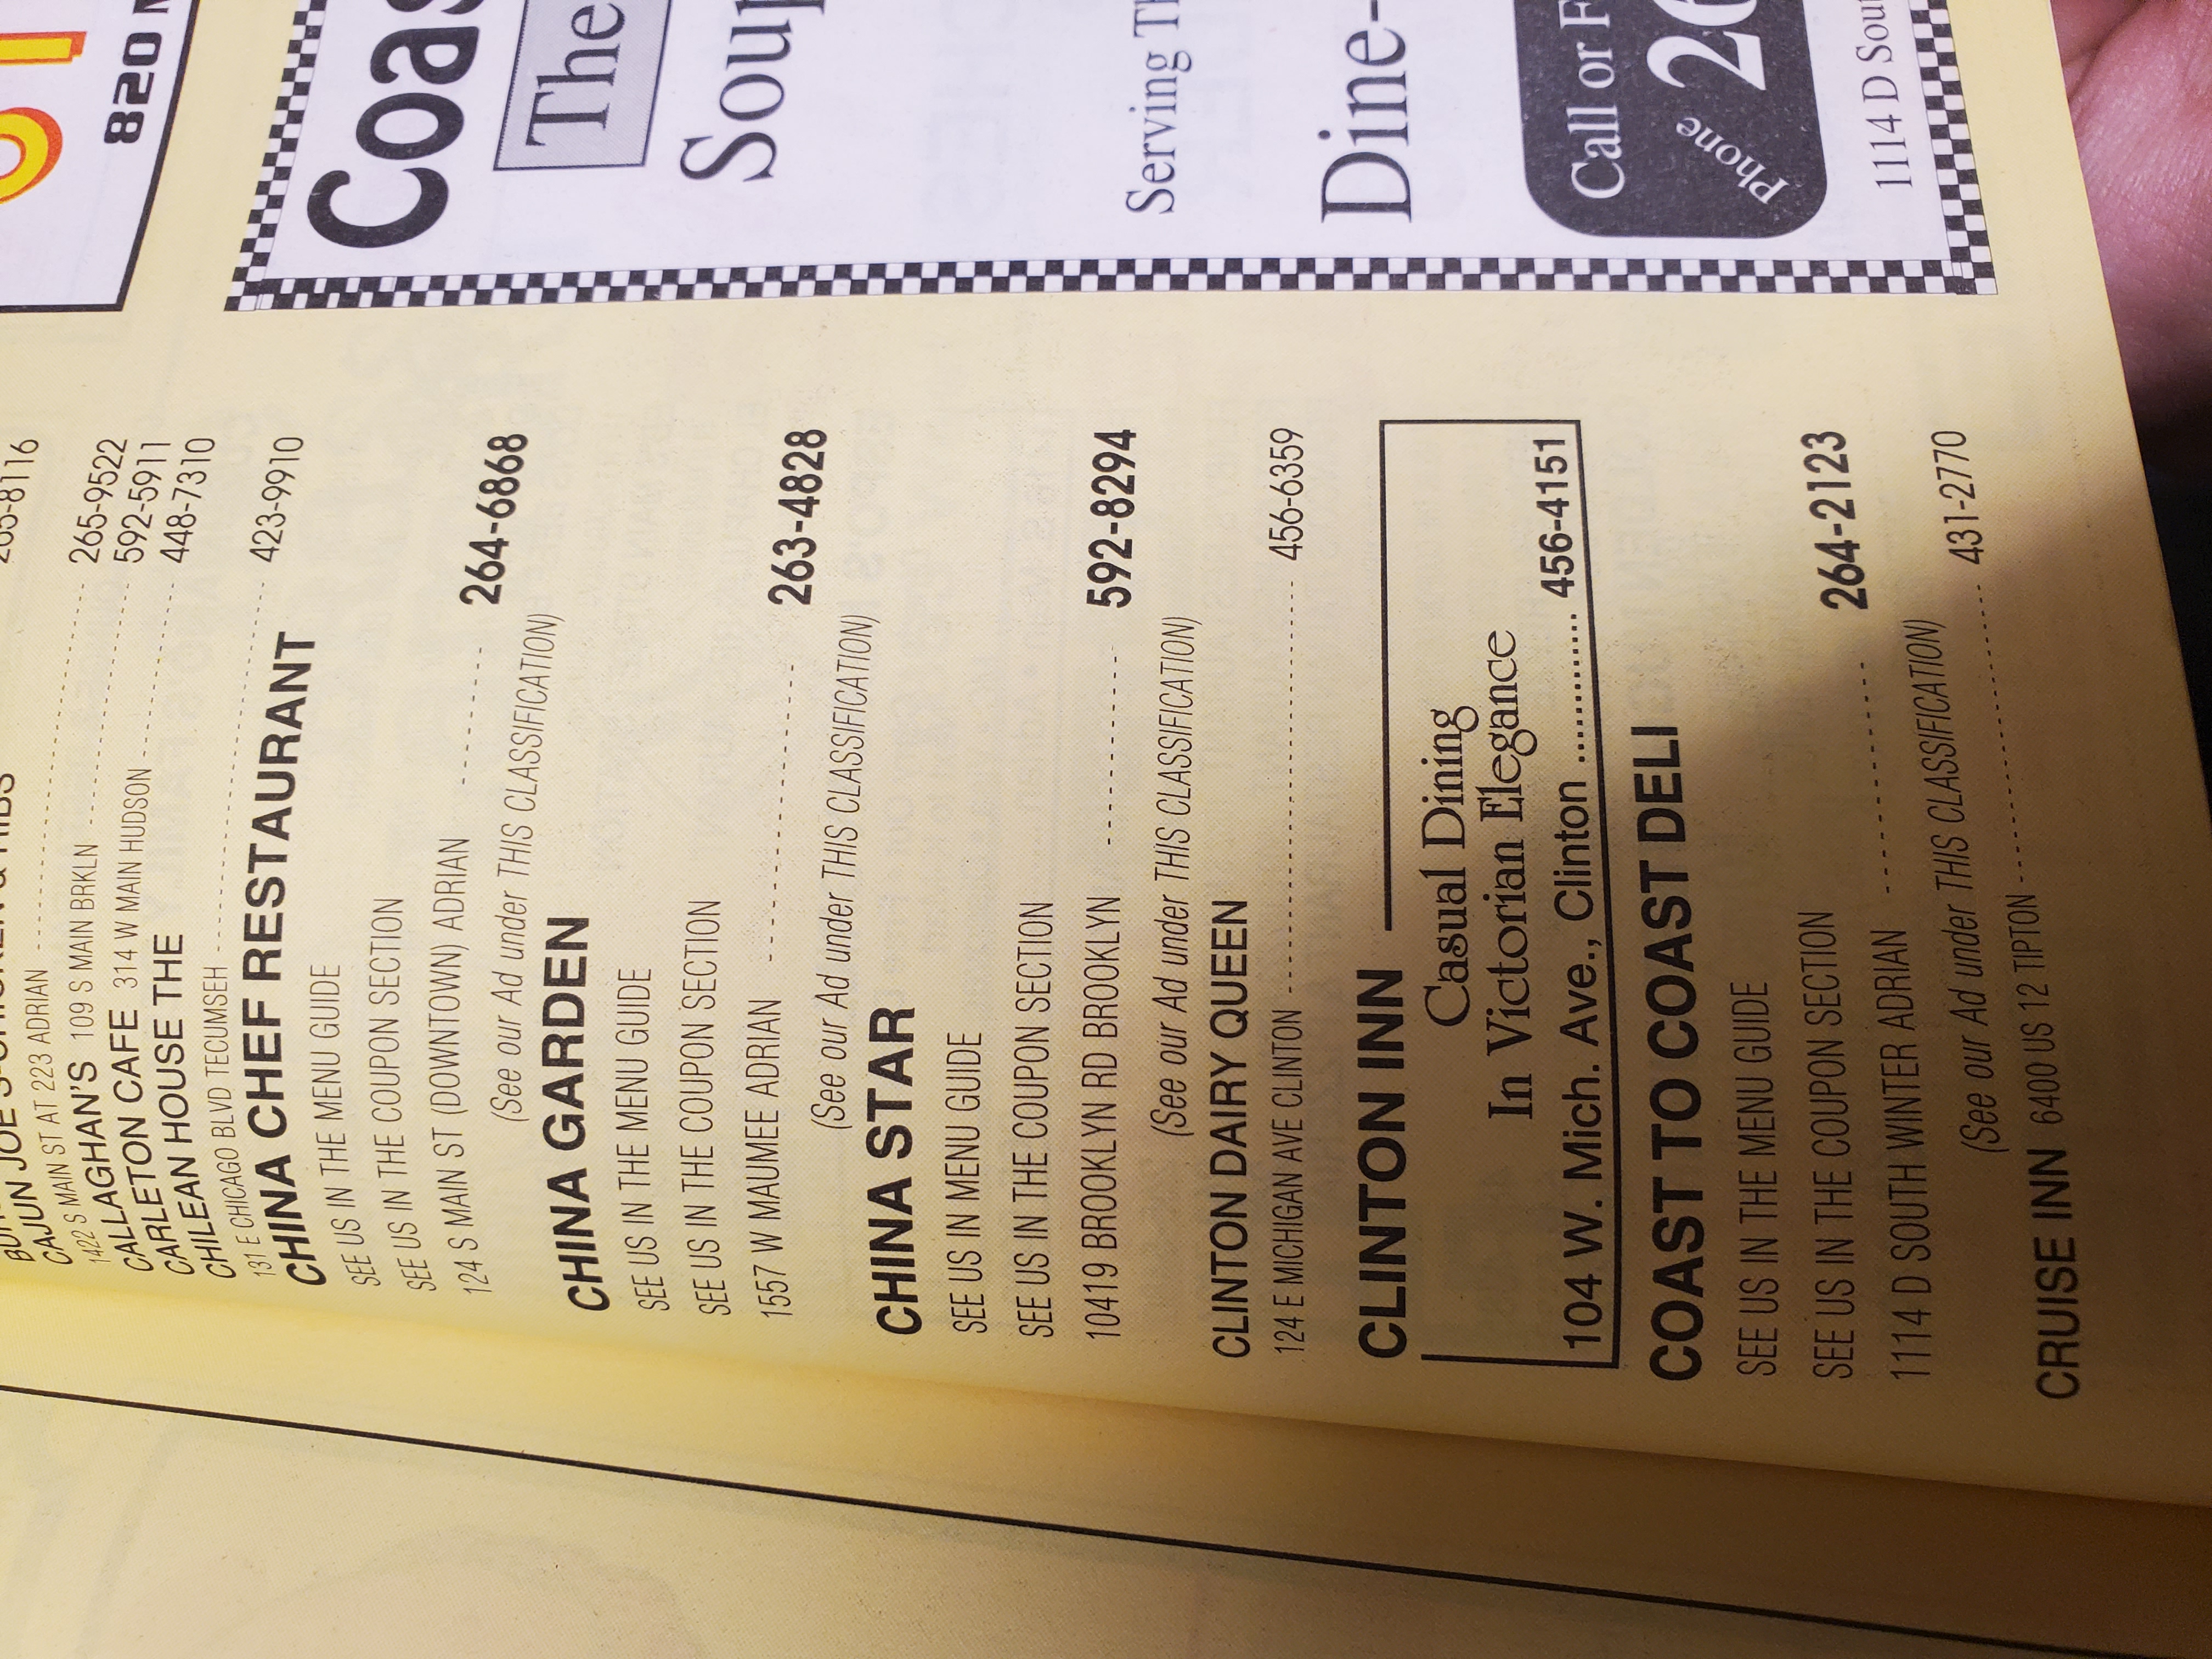 CAJUN JOE'S
1422 S MAIN ST AT 223 ADRIAN 265-8116
CALLAGHAN'S 109 S MAIN BRKLN 265-9522
CARLETON CAFE 314 W MAIN HUDSON 592-5911
CARLEAN HOUSE THE 448-7310
CHILEAN HOUSE THE
131 E CHICAGO BLVD TECUMSEH 423-9910
CHINA CHEF RESTAURANT
SEE US IN THE MENU GUIDE
SEE US IN THE COUPON SECTION
124 S MAIN ST (DOWNTOWN) ADRIAN 264-6868
(See our Ad under THIS CLASSIFICATION)
CHINA GARDEN
SEE US IN THE MENU GUIDE
SEE US IN THE COUPON SECTION
1557 W MAUMEE ADRIAN 263-4828
(See our Ad under THIS CLASSIFICATION)
CHINA STAR
SEE US IN MENU GUIDE
SEE US IN THE COUPON SECTION
10419 BROOKLYN RD BROOKLYN 592-8294
(See our Ad under THIS CLASSIFICATION)
CLINTON DAIRY QUEEN
124 E MICHIGAN AVE CLINTON 456-6359
CLINTON INN
Casual Dining
In Victorian Elegance
104 W. Mich. Ave., Clinton 456-4151
COAST TO COAST DELI
SEE US IN THE MENU GUIDE
SEE US IN THE COUPON SECTION
1114 D SOUTH WINTER ADRIAN 264-2123
(See our Ad under THIS CLASSIFICATION)
CRUISE INN 6400 US 12 TIPTON 431-2770
820
Coas
The
Soup
Serving
Dine-
Call or F
Phone 26
1114 D Sou